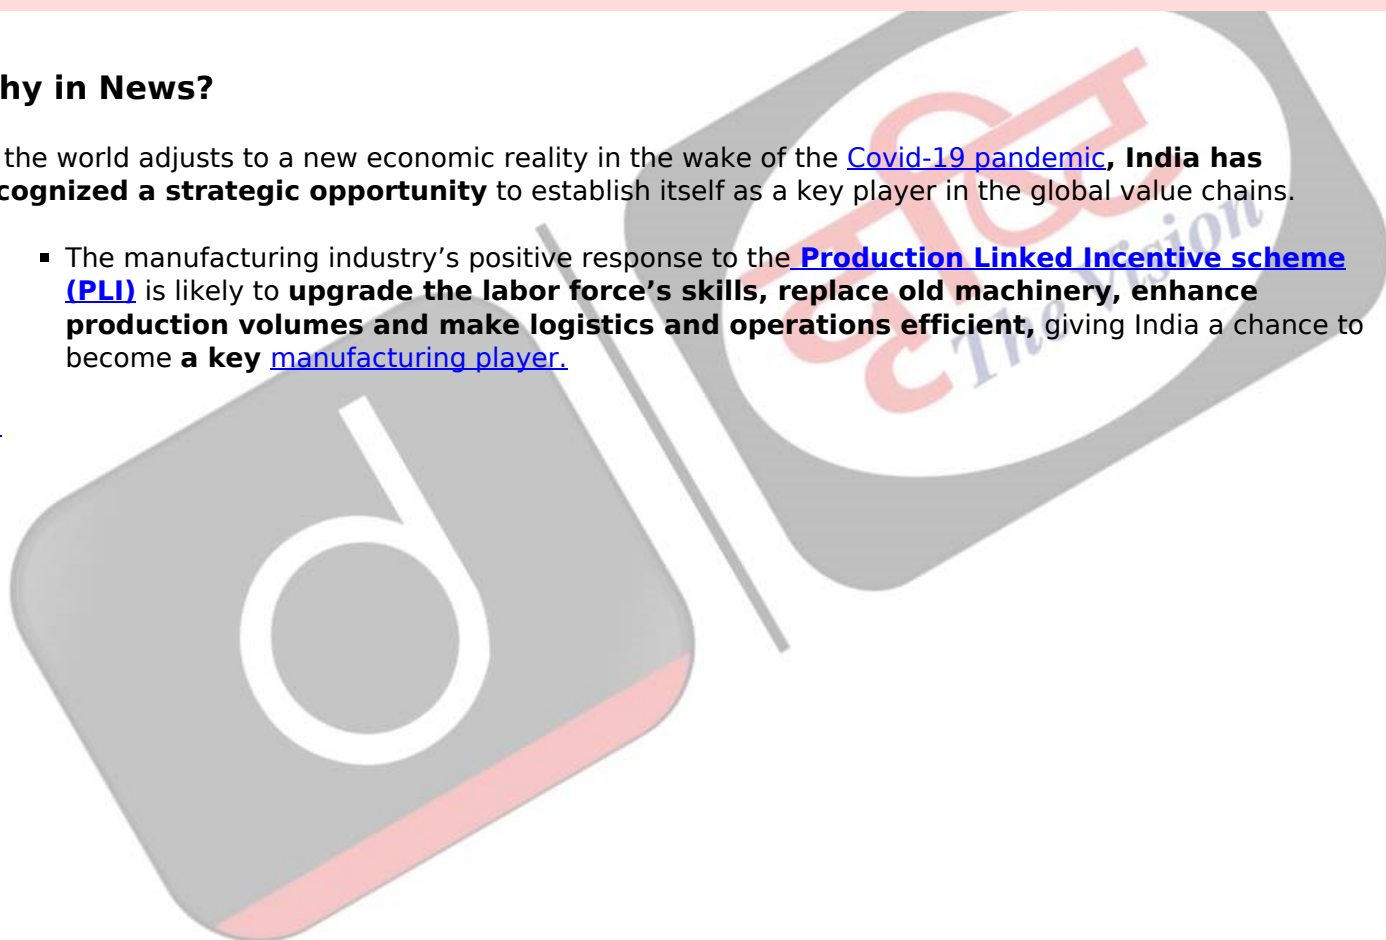 hy in News?
the world adjusts to a new economic reality in the wake of the Covid-19 pandemic, India has
cognized a strategic opportunity to establish itself as a key player in the global value chains.
▪ The manufacturing industry's positive response to the Production Linked Incentive scheme
(PLI) is likely to upgrade the labor force's skills, replace old machinery, enhance
production volumes and make logistics and operations efficient, giving India a chance to
become a key manufacturing player.
दृष्टि
The Vision
d